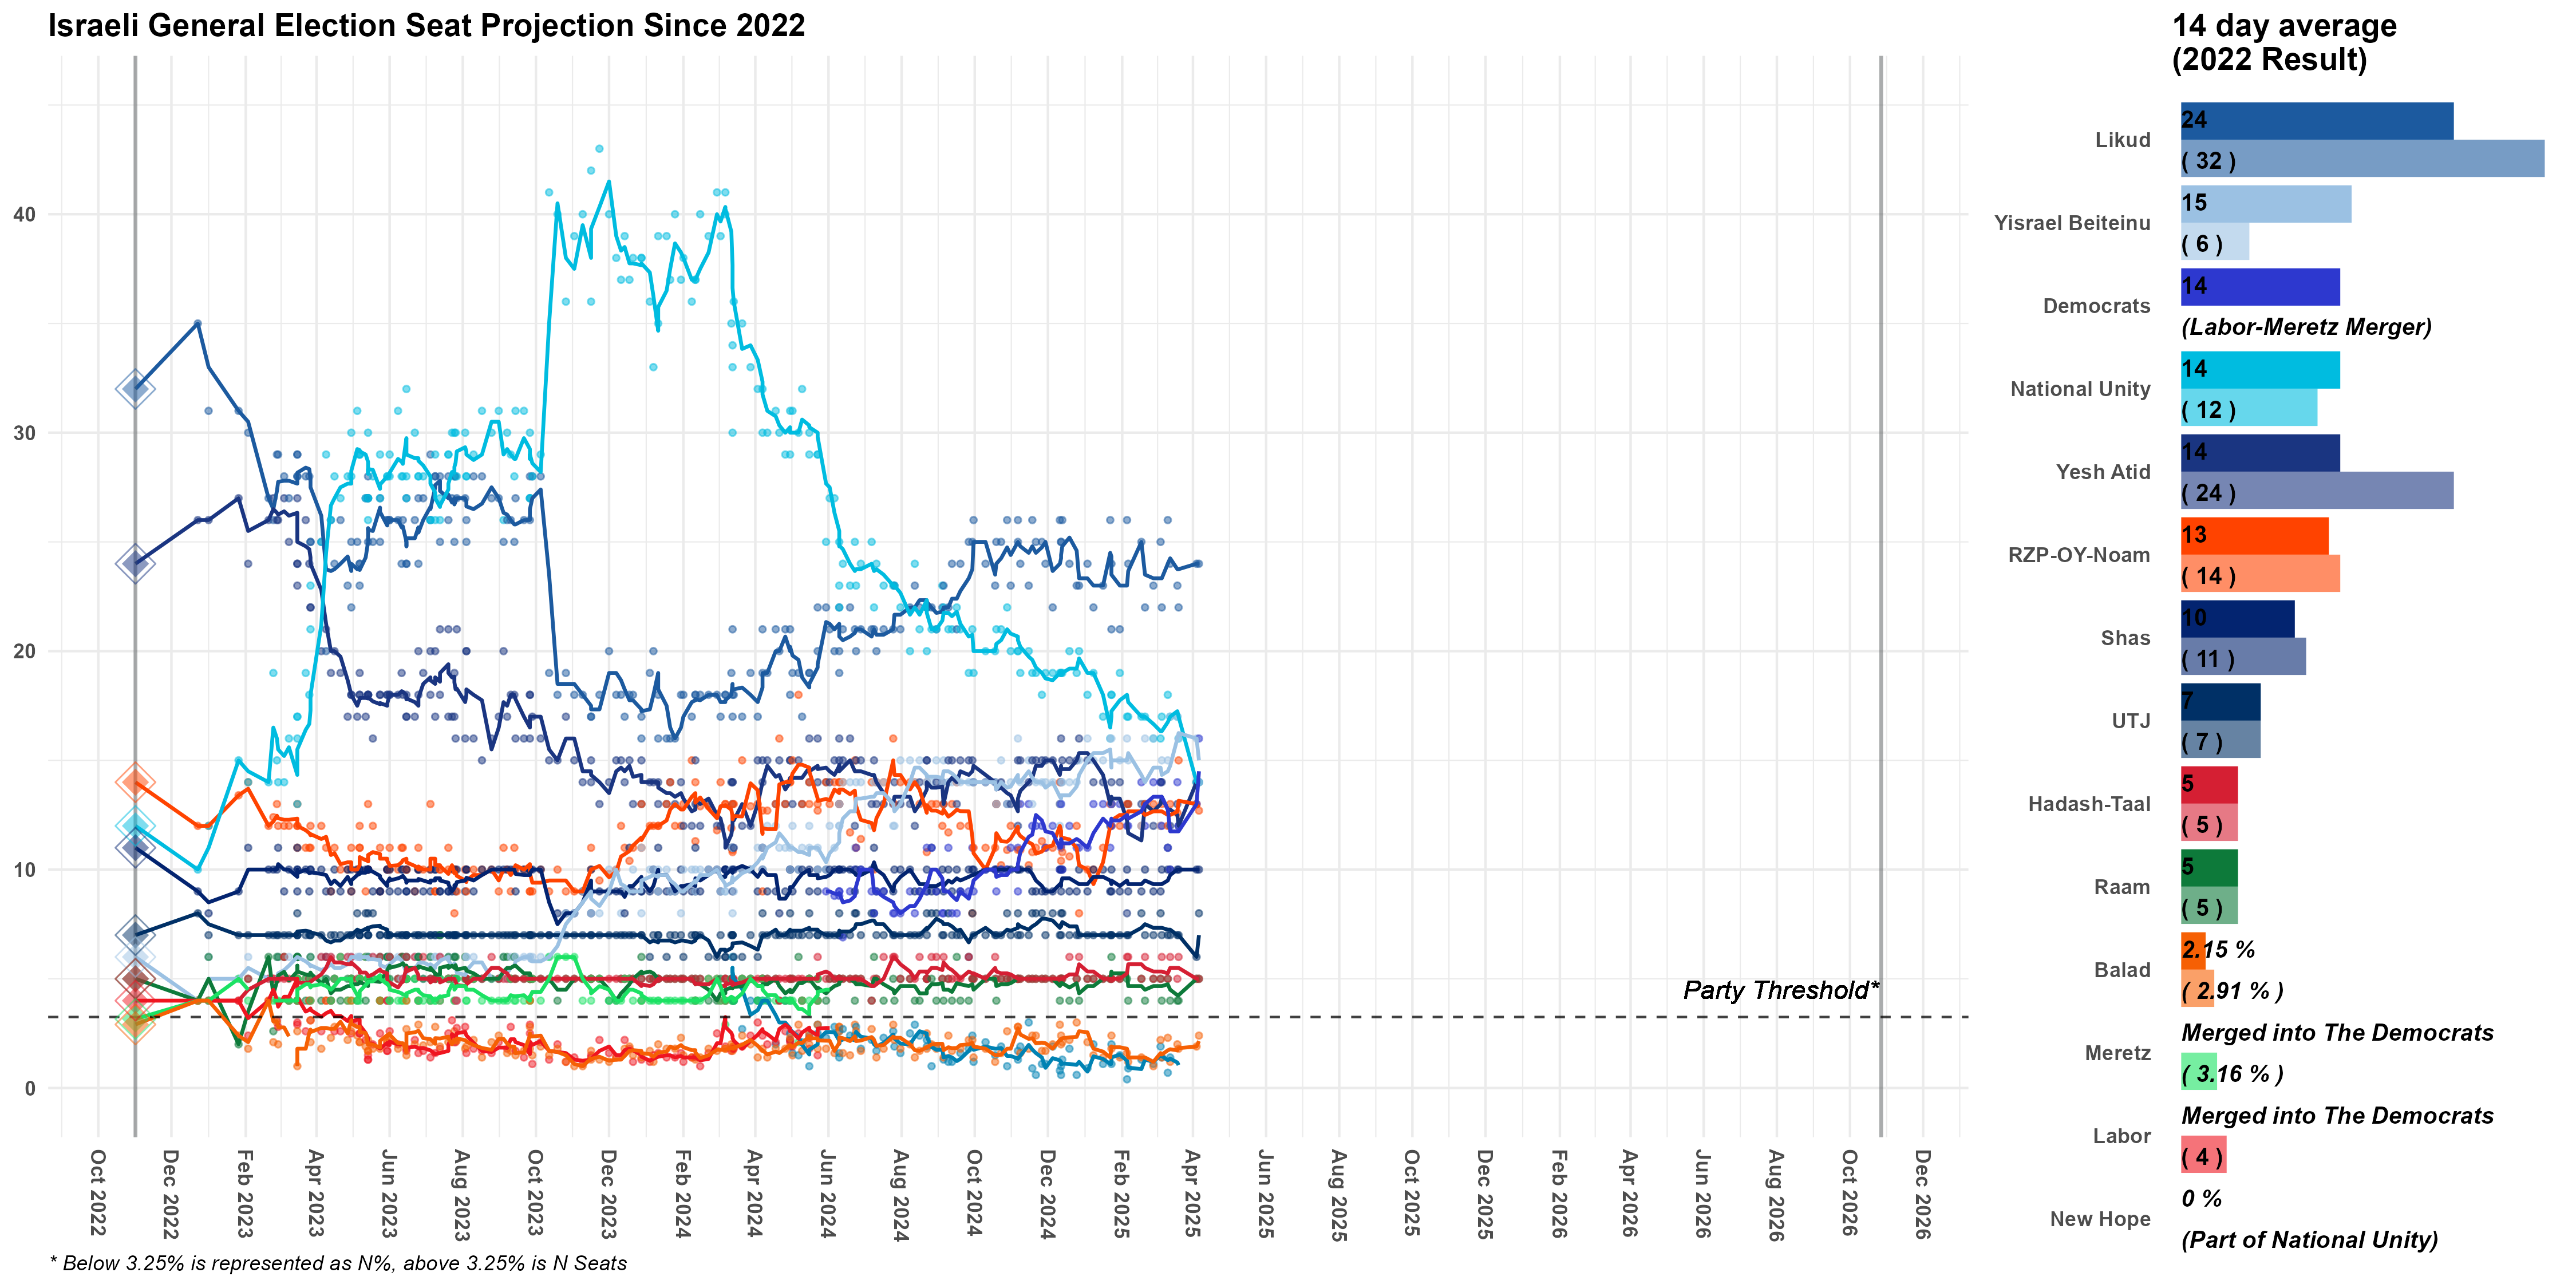 Israeli General Election Seat Projection Since 2022
14 day average
(2022 Result)
40
30
20
10
0
Party Threshold*
Oct 2022
Dec 2022
Feb 2023
Apr 2023
Jun 2023
Aug 2023
Oct 2023
Dec 2023
Feb 2024
Apr 2024
Jun 2024
Aug 2024
Oct 2024
Dec 2024
Feb 2025
Apr 2025
Jun 2025
Aug 2025
Oct 2025
Dec 2025
Feb 2026
Apr 2026
Jun 2026
Aug 2026
Oct 2026
Dec 2026
* Below 3.25% is represented as N%, above 3.25% is N Seats
Likud
24
( 32 )
Yisrael Beiteinu
15
( 6 )
Democrats
14
(Labor-Meretz Merger)
National Unity
14
( 12 )
Yesh Atid
14
( 24 )
RZP-OY-Noam
13
( 14 )
Shas
10
( 11 )
UTJ
7
( 7 )
Hadash-Taal
5
( 5 )
Raam
5
( 5 )
Balad
2.15 %
( 2.91 % )
Meretz
Merged into The Democrats
( 3.16 % )
Labor
Merged into The Democrats
( 4 )
New Hope
0 %
(Part of National Unity)